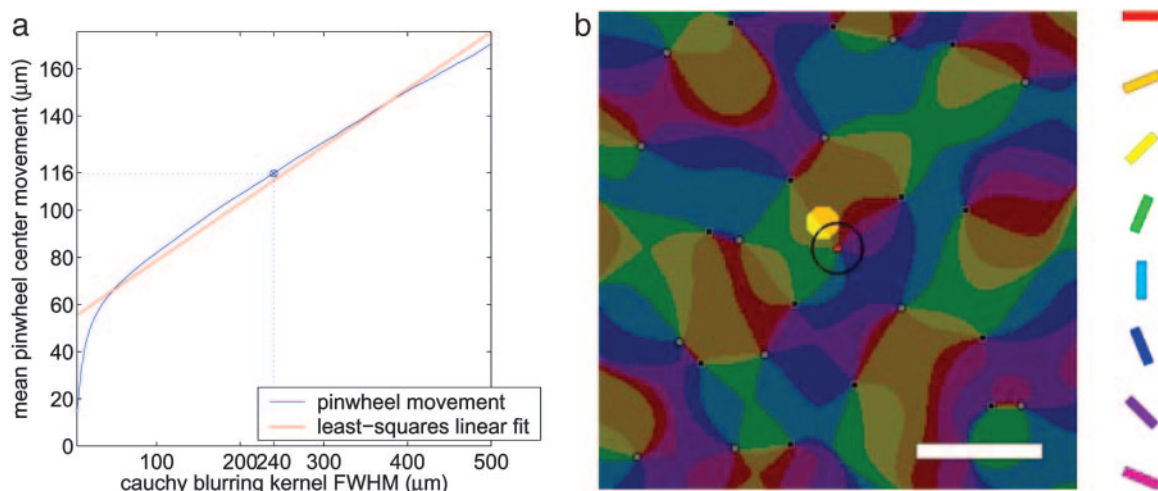 a
mean pinwheel center movement (μm)
160
140
116
100
80
60
40
20
0
100
200
240
300
400
500
cauchy blurring kernel FWHM (μm)
pinwheel movement
least-squares linear fit
b